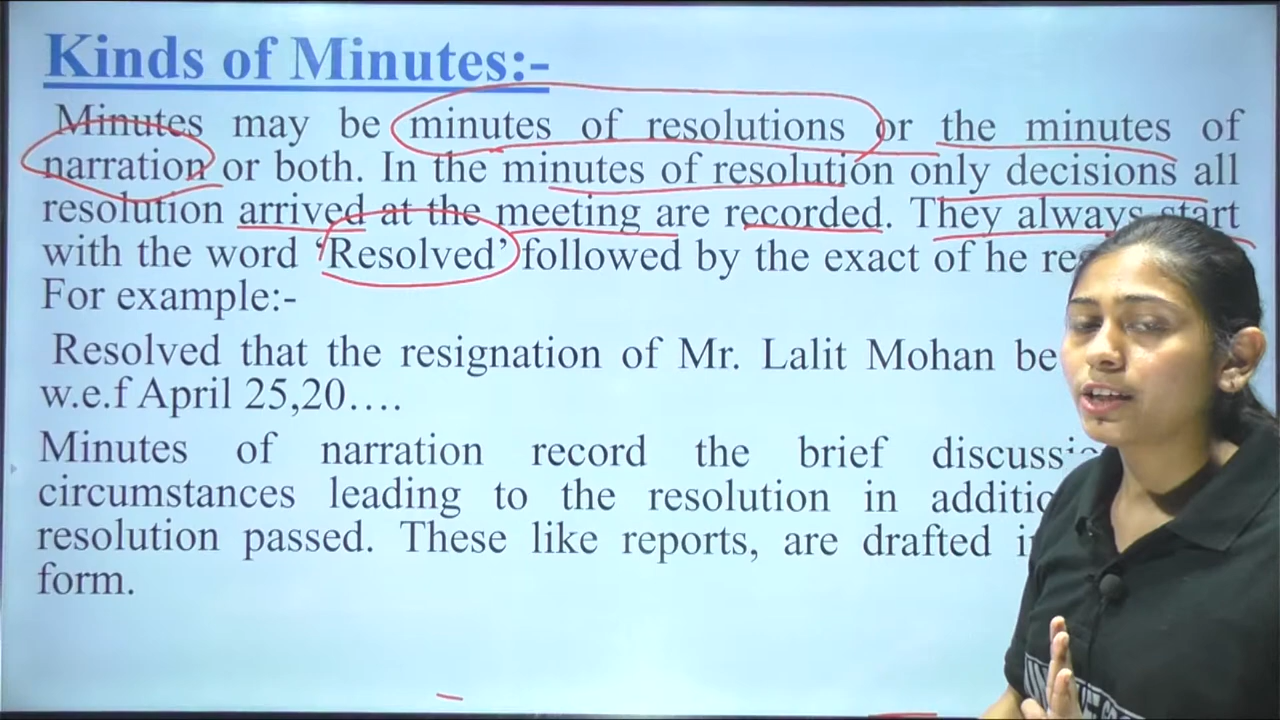 Kinds of Minutes:-
Minutes may be minutes of resolutions or the minutes of
narration or both. In the minutes of resolution only decisions all
resolution arrived at the meeting are recorded. They always start
with the word ‘Resolved’ followed by the exact of he
For example:-
Resolved that the resignation of Mr. Lalit Mohan be
w.e.f April 25,20….
Minutes of narration record the brief
circumstances leading to the resolution in
resolution passed. These like reports, are drafted
form.